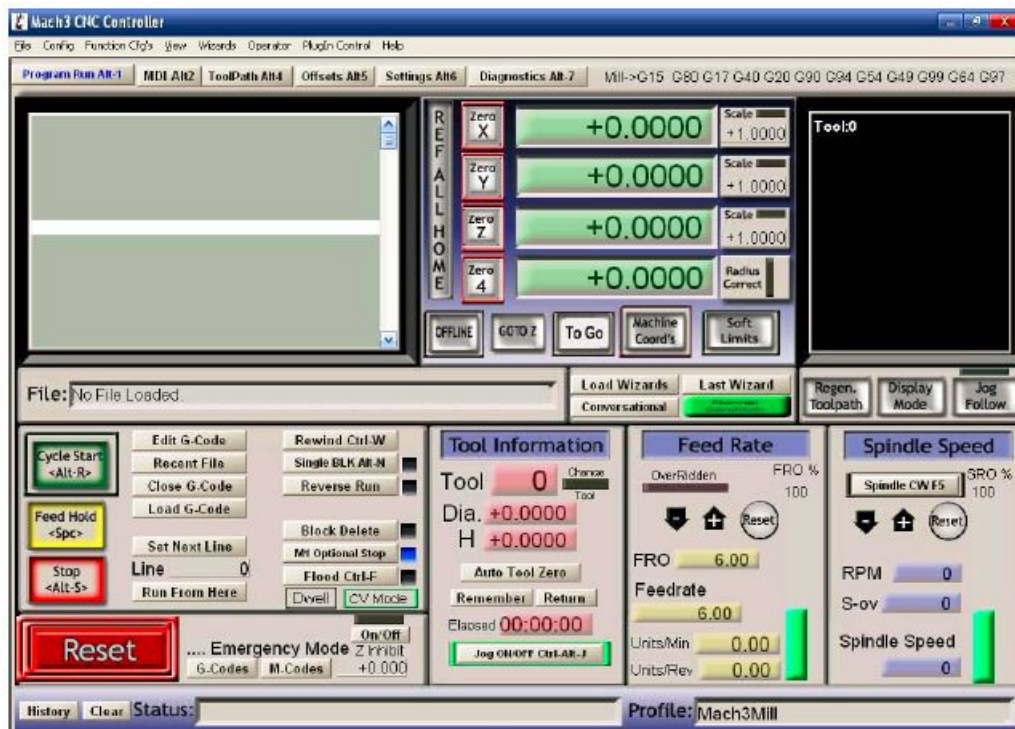 Mach3 CNC Controller
File Config Function Cfg's View Wizards Operator PlugIn Control Help
Program Run Alt-1 MDI Alt2 ToolPath Alt4 Offsets Alt5 Settings Alt6 Diagnostics Alt-7 Mill->G15 G80 G17 G40 G20 G90 G94 G54 G49 G99 G64 G97
REF ALL HOME
Zero X +0.0000 Scale +1.0000
Zero Y +0.0000 Scale +1.0000
Zero Z +0.0000 Scale +1.0000
Zero 4 +0.0000 Radius Correct
OFFLINE GOTO Z To Go Machine Coord's Soft Limits
Tool:0
File: No File Loaded.
Load Wizards Last Wizard
Conversational
Regen. Toolpath Display Mode Jog Follow
Cycle Start <Alt-R>
Feed Hold <Spc>
Stop <Alt-S>
Edit G-Code
Recent File
Close G-Code
Load G-Code
Set Next Line
Line 0
Run From Here
Rewind Ctrl-W
Single BLK Alt-N
Reverse Run
Block Delete
M1 Optional Stop
Flood Ctrl-F
Dwell CV Mode
Reset
.... Emergency Mode
G-Codes M-Codes
On/Off
Z Inhibit
+0.000
Tool Information
Tool 0 Change Tool
Dia. +0.0000
H +0.0000
Auto Tool Zero
Remember Return
Elapsed 00:00:00
Jog ON/OFF Ctrl-Alt-J
Feed Rate
OverRidden FRO % 100
Reset
FRO 6.00
Feedrate
6.00
Units/Min 0.00
Units/Rev 0.00
Spindle Speed
Spindle CW F5 SRO % 100
Reset
RPM 0
S-ov 0
Spindle Speed
0
History Clear Status: Profile: Mach3Mill